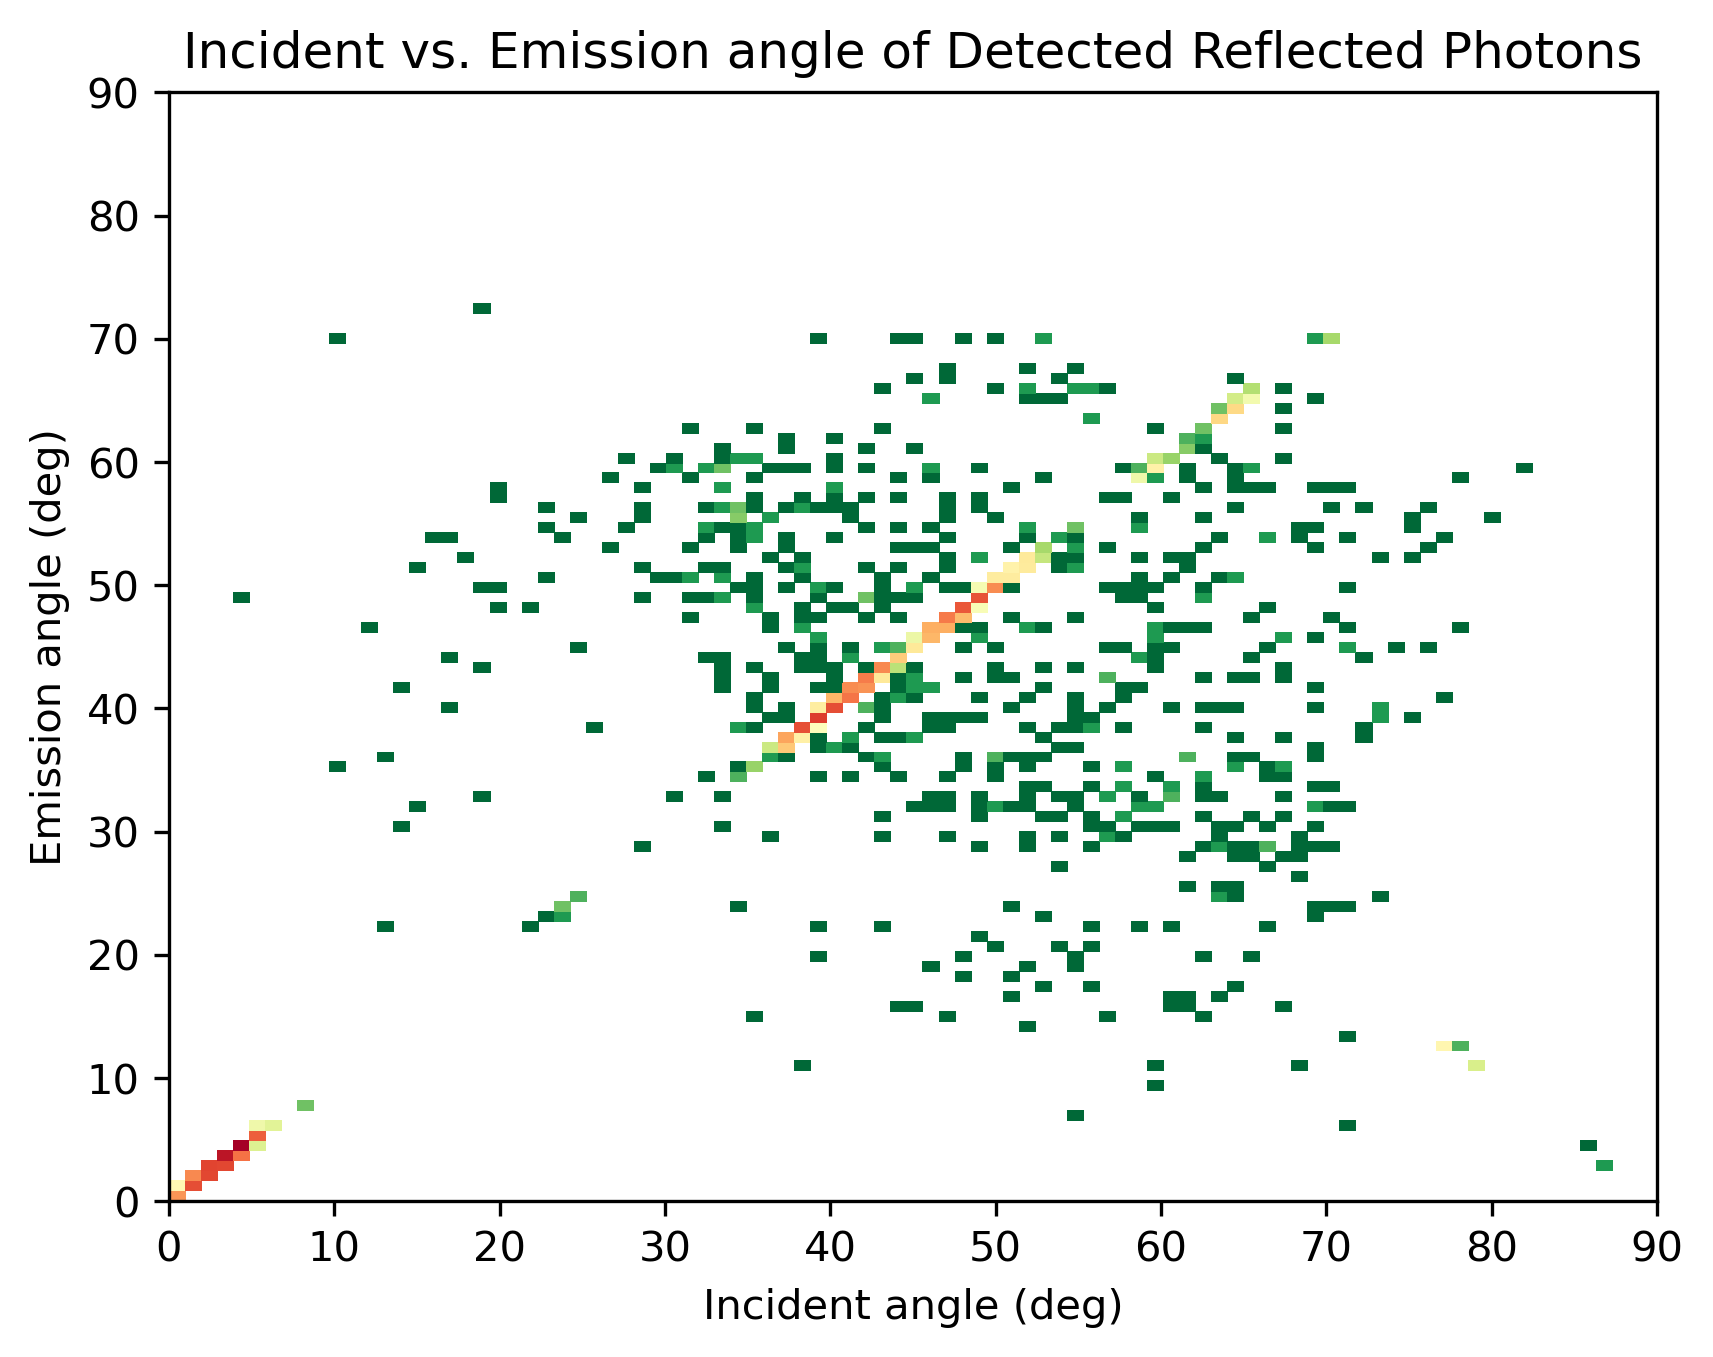 Incident vs. Emission angle of Detected Reflected Photons
90
80
70
60
50
40
30
20
10
0
Emission angle (deg)
0 10 20 30 40 50 60 70 80 90
Incident angle (deg)